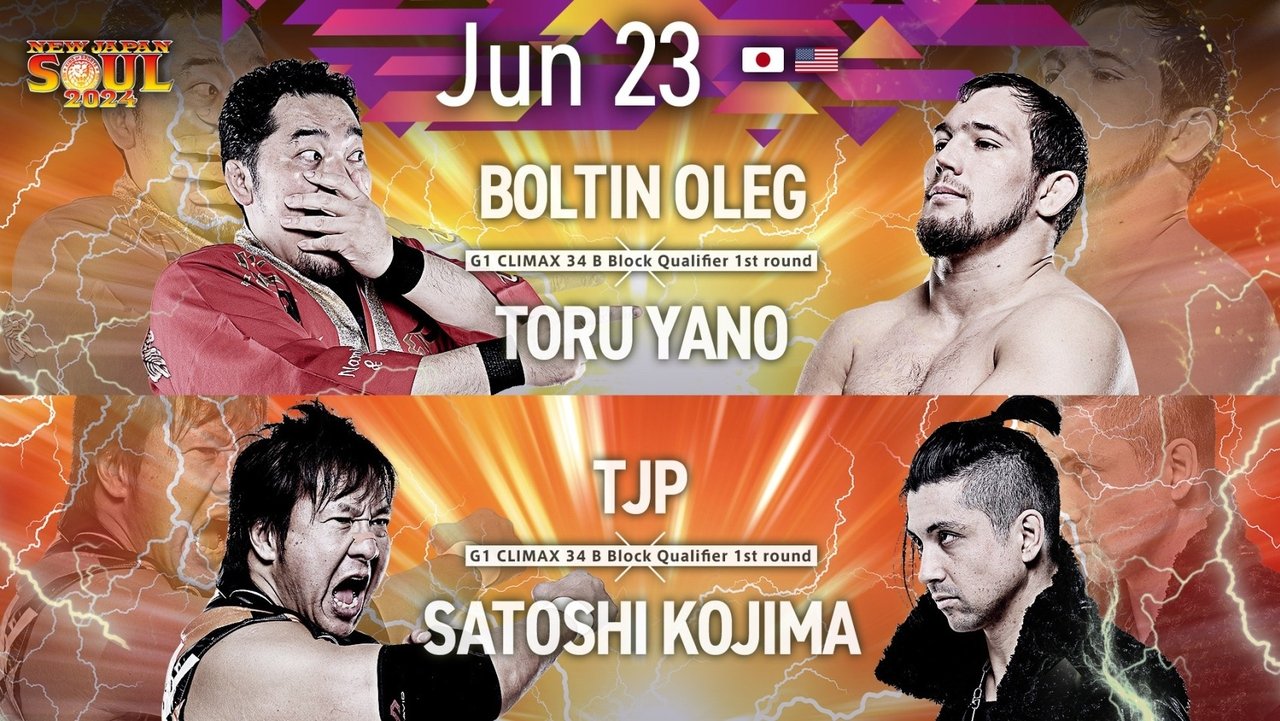 NEW JAPAN
SOUL
2024
Jun 23
BOLTIN OLEG
G1 CLIMAX 34 B Block Qualifier 1st round
TORU YANO
TJP
G1 CLIMAX 34 B Block Qualifier 1st round
SATOSHI KOJIMA